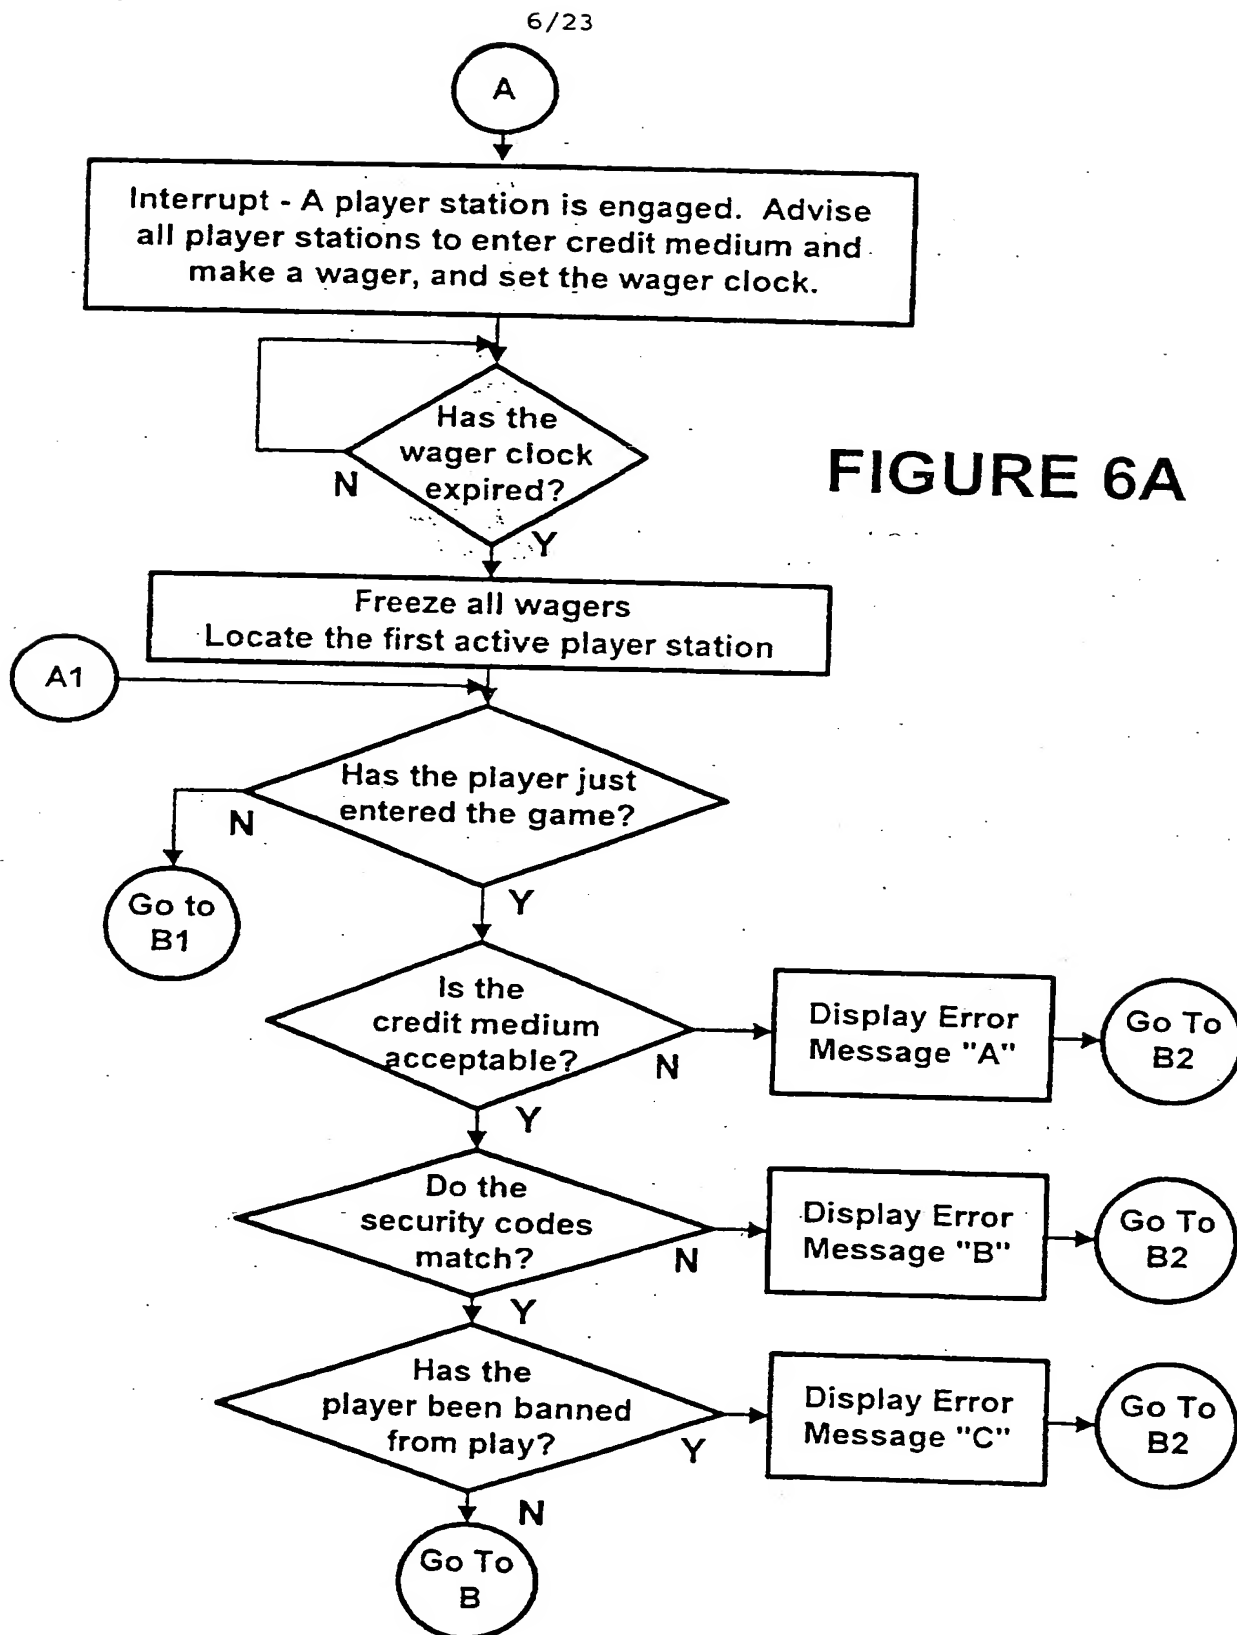 6/23
A
Interrupt - A player station is engaged. Advise
all player stations to enter credit medium and
make a wager, and set the wager clock.
Has the
wager clock
expired?
N
Y
FIGURE 6A
Freeze all wagers
Locate the first active player station
A1
Has the player just
entered the game?
N
Y
Go to
B1
Is the
credit medium
acceptable?
N
Y
Display Error
Message "A"
Go To
B2
Do the
security codes
match?
N
Y
Display Error
Message "B"
Go To
B2
Has the
player been banned
from play?
Y
N
Display Error
Message "C"
Go To
B2
Go To
B